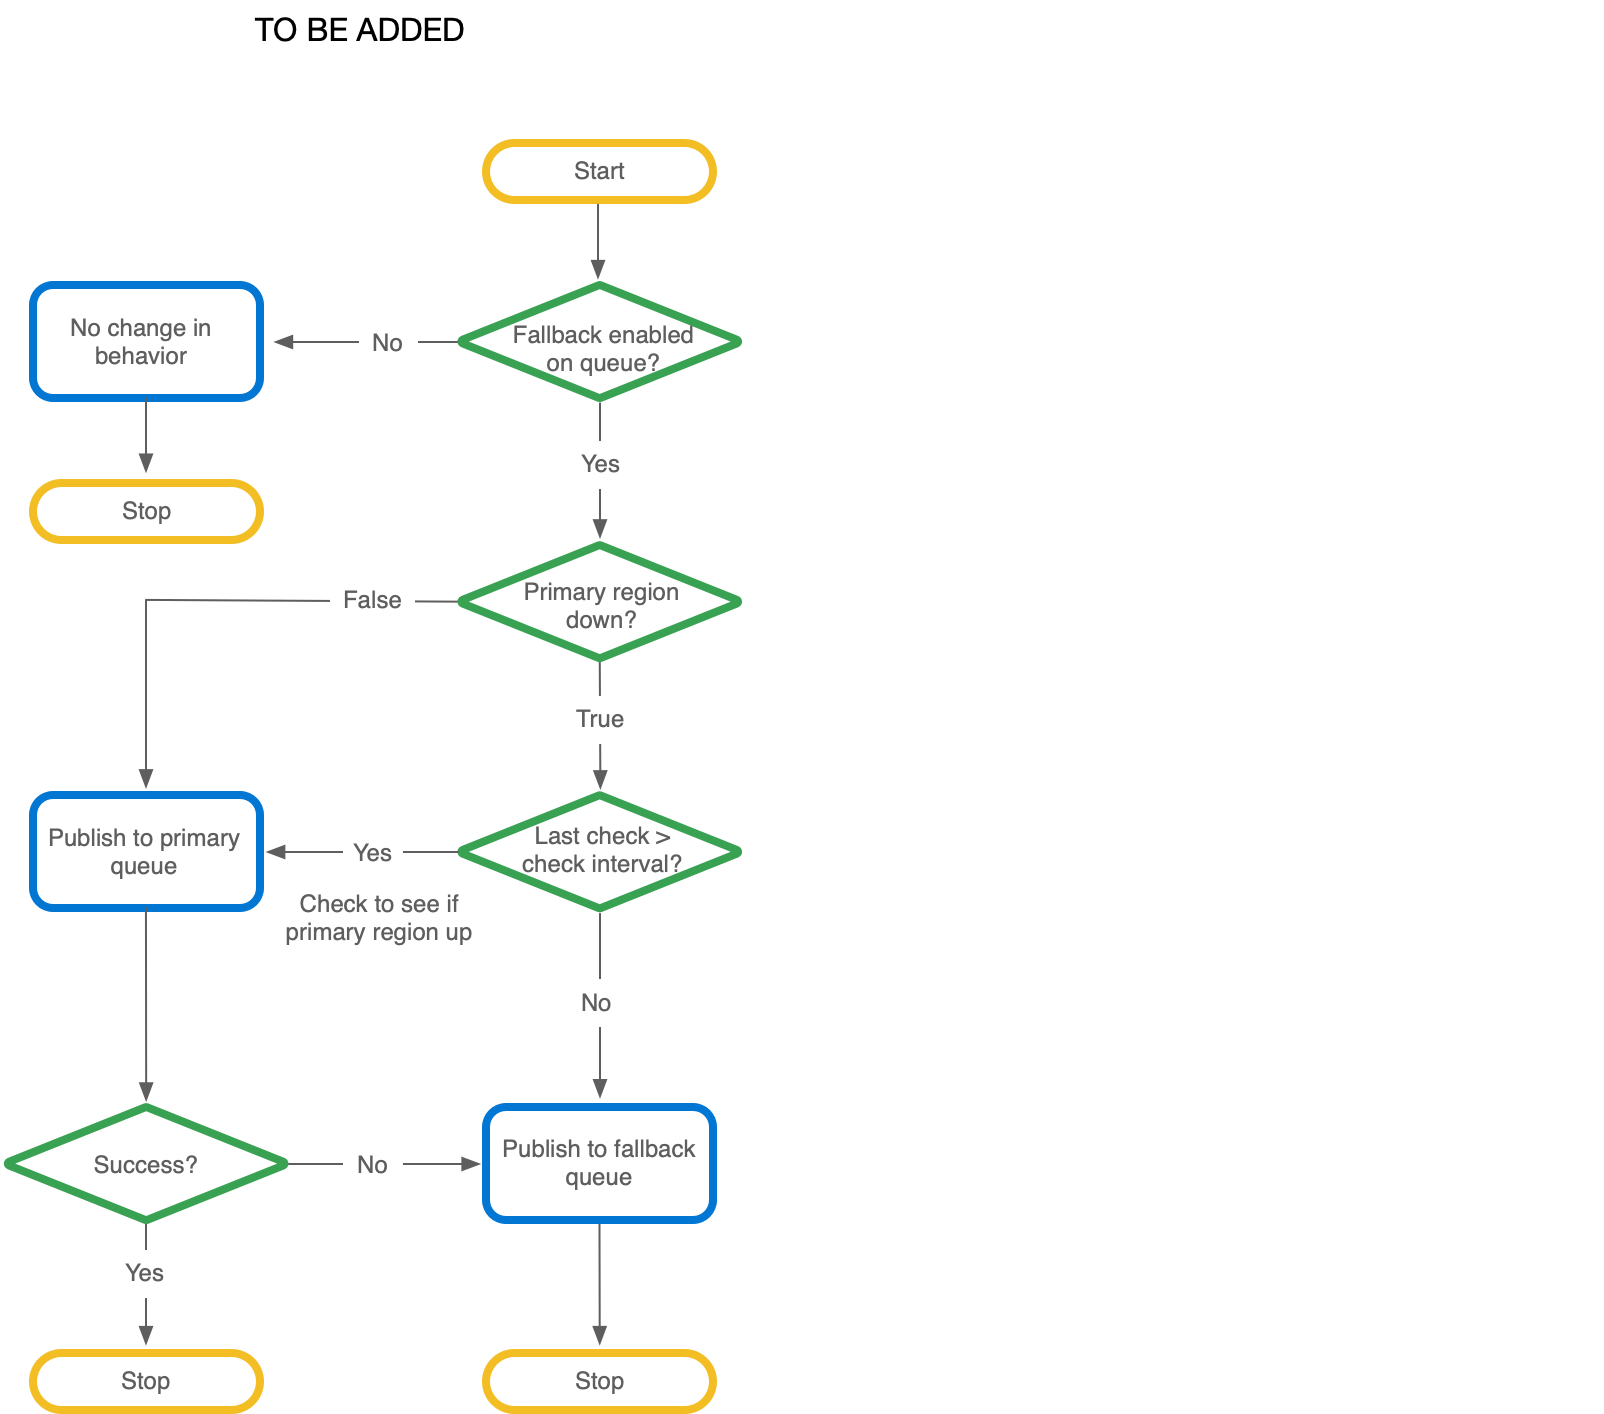 TO BE ADDED
Start
Fallback enabled
on queue?
No
No change in
behavior
Stop
Yes
Primary region
down?
False
True
Last check >
check interval?
Yes
Check to see if
primary region up
Publish to primary
queue
No
Success?
No
Publish to fallback
queue
Yes
Stop
Stop